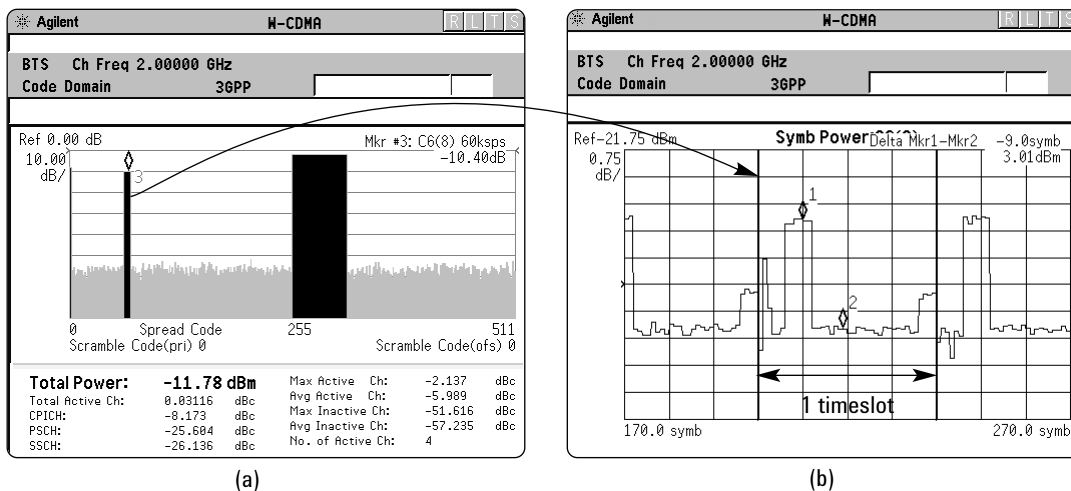 Agilent W-CDMA R L T S
BTS Ch Freq 2.00000 GHz
Code Domain 3GPP
Ref 0.00 dB Mkr #3: C6(8) 60ksps
10.00 -10.40dB
dB/
3
0 Spread Code 255 511
Scramble Code(pri) 0 Scramble Code(ofs) 0
Total Power: -11.78 dBm
Total Active Ch: 0.03116 dBc
CPICH: -8.173 dBc
PSCH: -25.604 dBc
SSCH: -26.136 dBc
Max Active Ch: -2.137 dBc
Avg Active Ch: -5.989 dBc
Max Inactive Ch: -51.616 dBc
Avg Inactive Ch: -57.235 dBc
No. of Active Ch: 4
(a)
Agilent W-CDMA R L T S
BTS Ch Freq 2.00000 GHz
Code Domain 3GPP
Ref-21.75 dBm Symb Power Delta Mkr1-Mkr2 -9.0symb
0.75 3.01dBm
dB/
1
2
1 timeslot
170.0 symb 270.0 symb
(b)